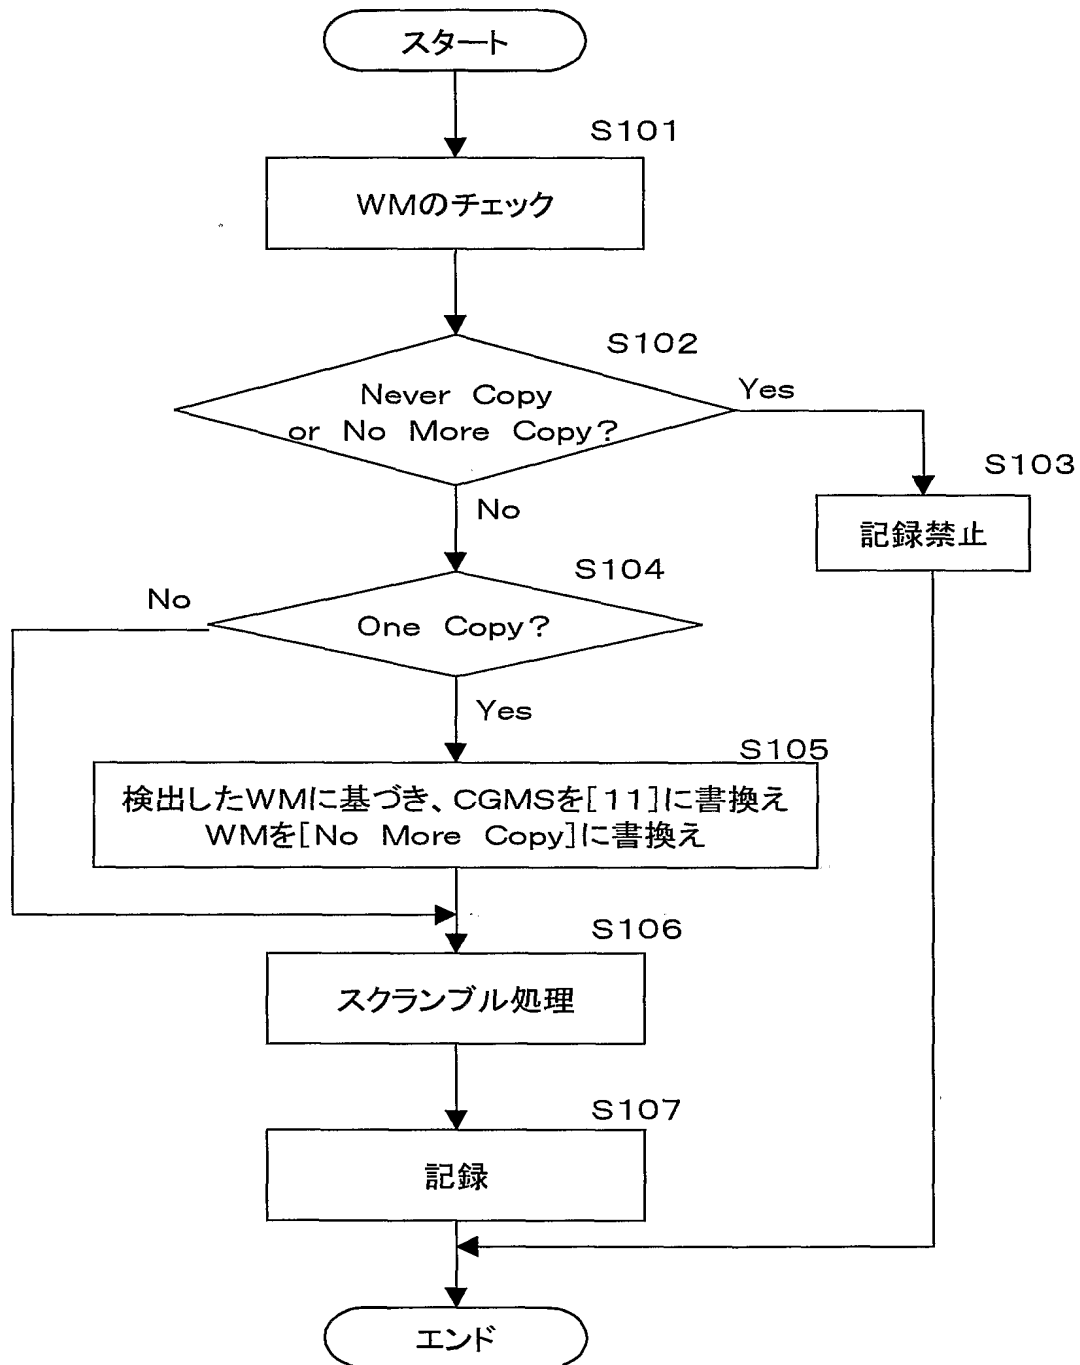 スタート
S101
WMのチェック
S102
Never Copy
or No More Copy?
Yes
No
S103
記録禁止
S104
One Copy?
No
Yes
S105
検出したWMに基づき、CGMSを[11]に書換え
WMを[No More Copy]に書換え
S106
スクランブル処理
S107
記録
エンド